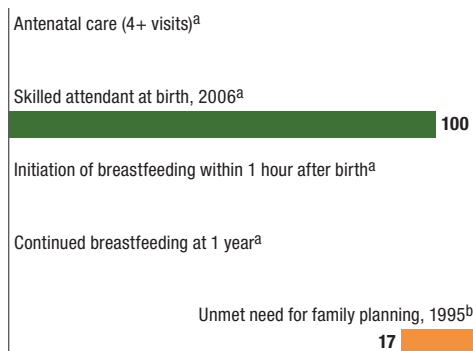 Antenatal care (4+ visits)a
Skilled attendant at birth, 2006a
100
Initiation of breastfeeding within 1 hour after birtha
Continued breastfeeding at 1 yeara
Unmet need for family planning, 1995b
17